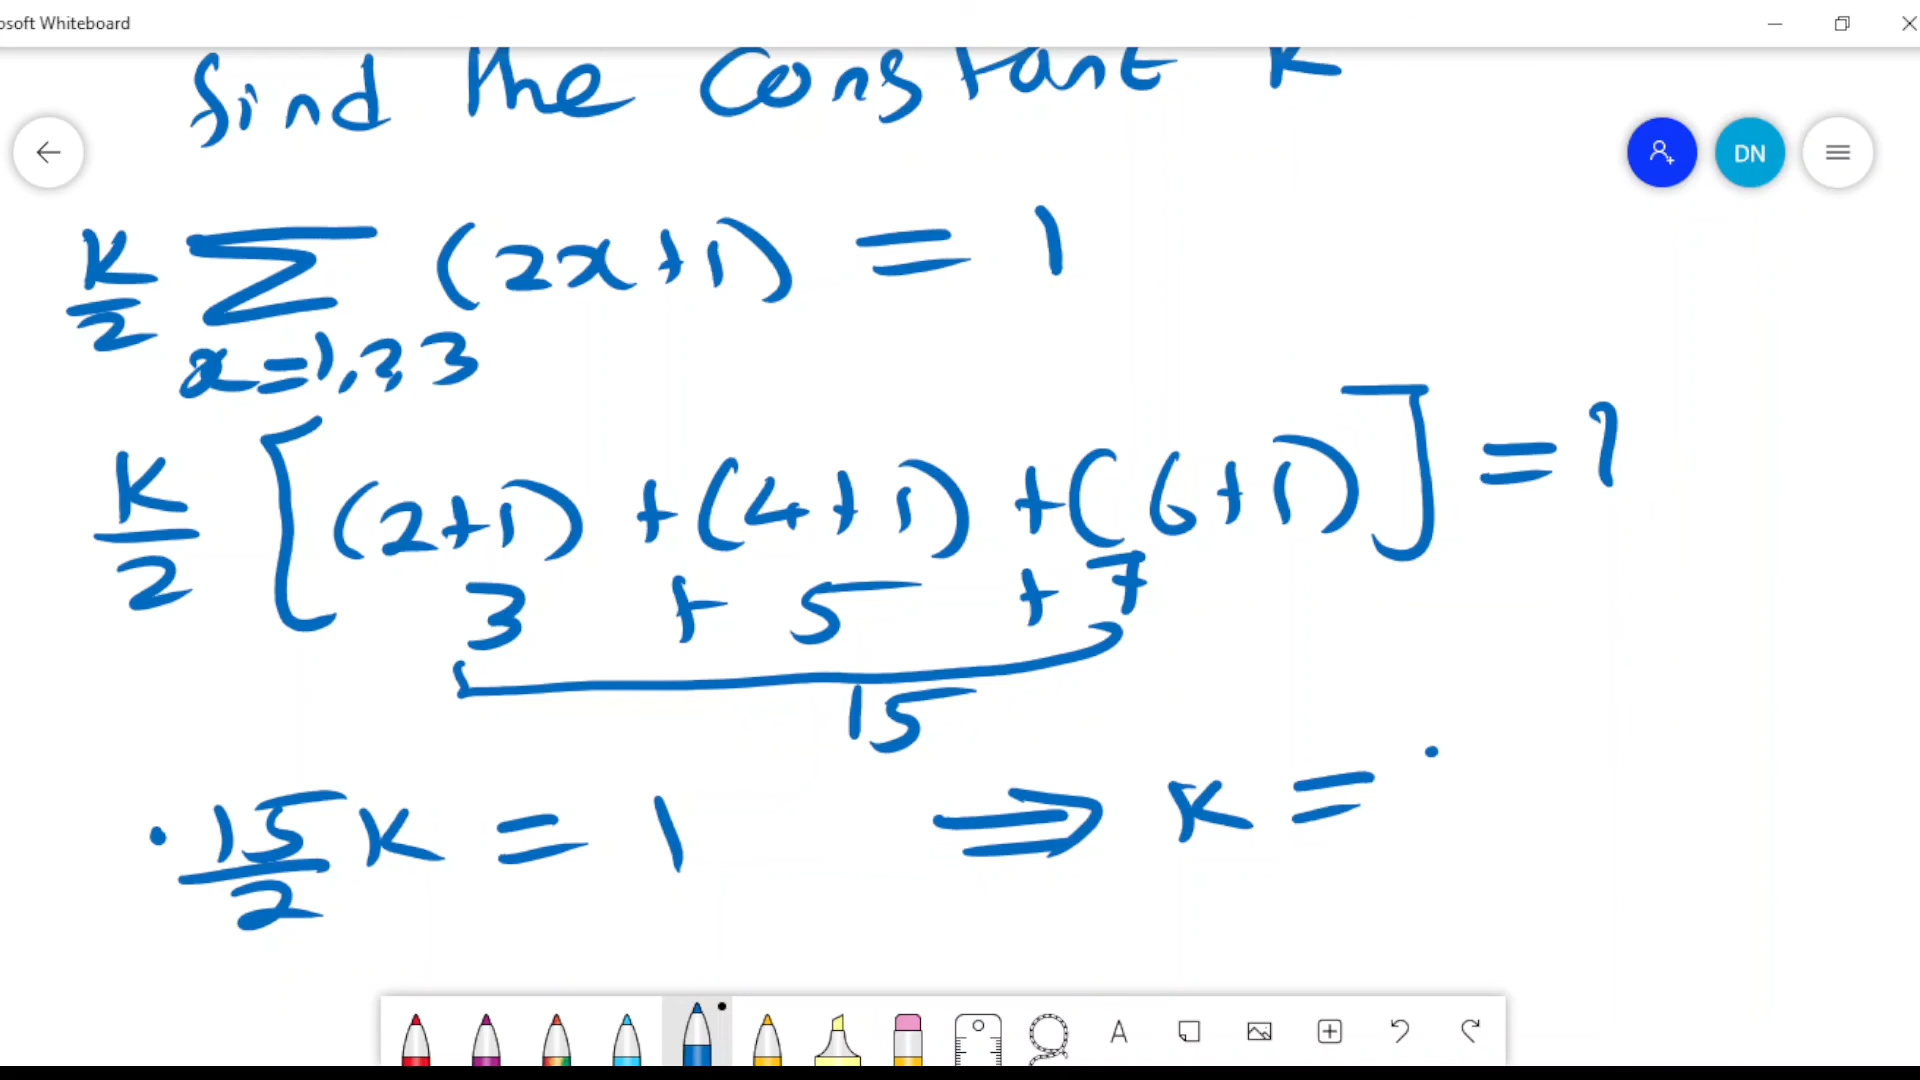 osoft Whiteboard
find the constant K
DN
K/2 Σ (2x+1) = 1
x=1,2,3
K/2 [(2+1) + (4+1) + (6+1)] = 1
3 + 5 + 7
15
15/2 K = 1 ⇒ K =
A